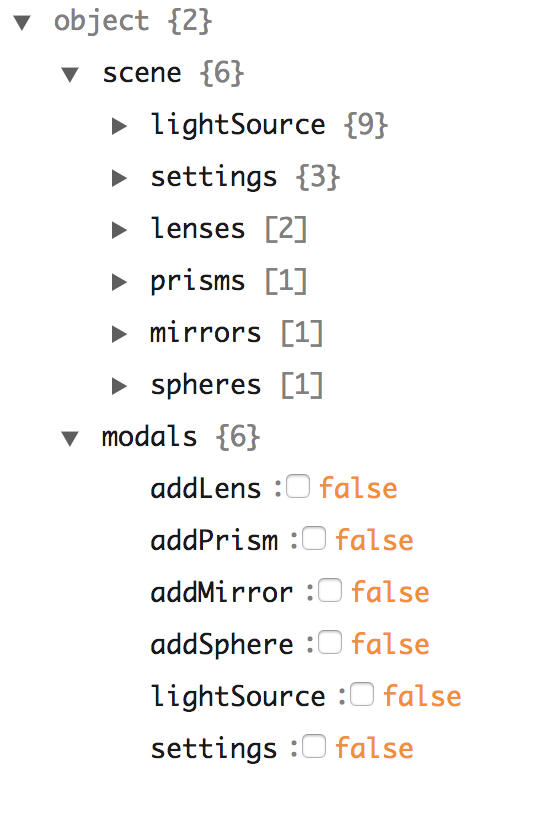 object {2}
scene {6}
lightSource {9}
settings {3}
lenses [2]
prisms [1]
mirrors [1]
spheres [1]
modals {6}
addLens : false
addPrism : false
addMirror : false
addSphere : false
lightSource : false
settings : false